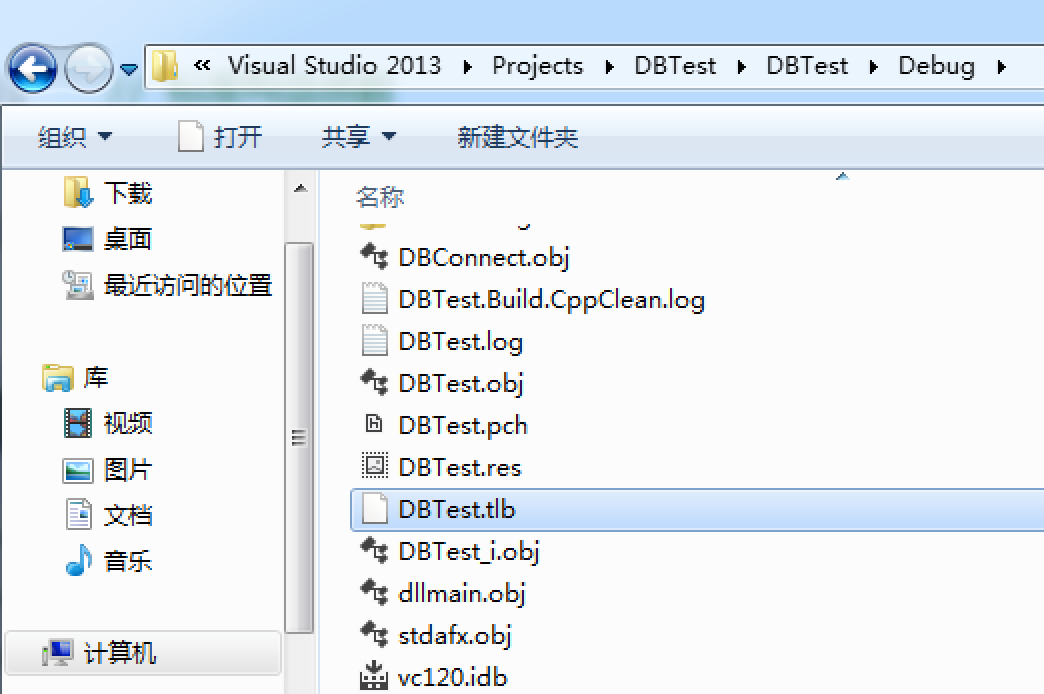 « Visual Studio 2013 ▸ Projects ▸ DBTest ▸ DBTest ▸ Debug ▸
组织 打开 共享 新建文件夹
下载
桌面
最近访问的位置
库
视频
图片
文档
音乐
计算机
名称
DBConnect.obj
DBTest.Build.CppClean.log
DBTest.log
DBTest.obj
DBTest.pch
DBTest.res
DBTest.tlb
DBTest_i.obj
dllmain.obj
stdafx.obj
vc120.idb